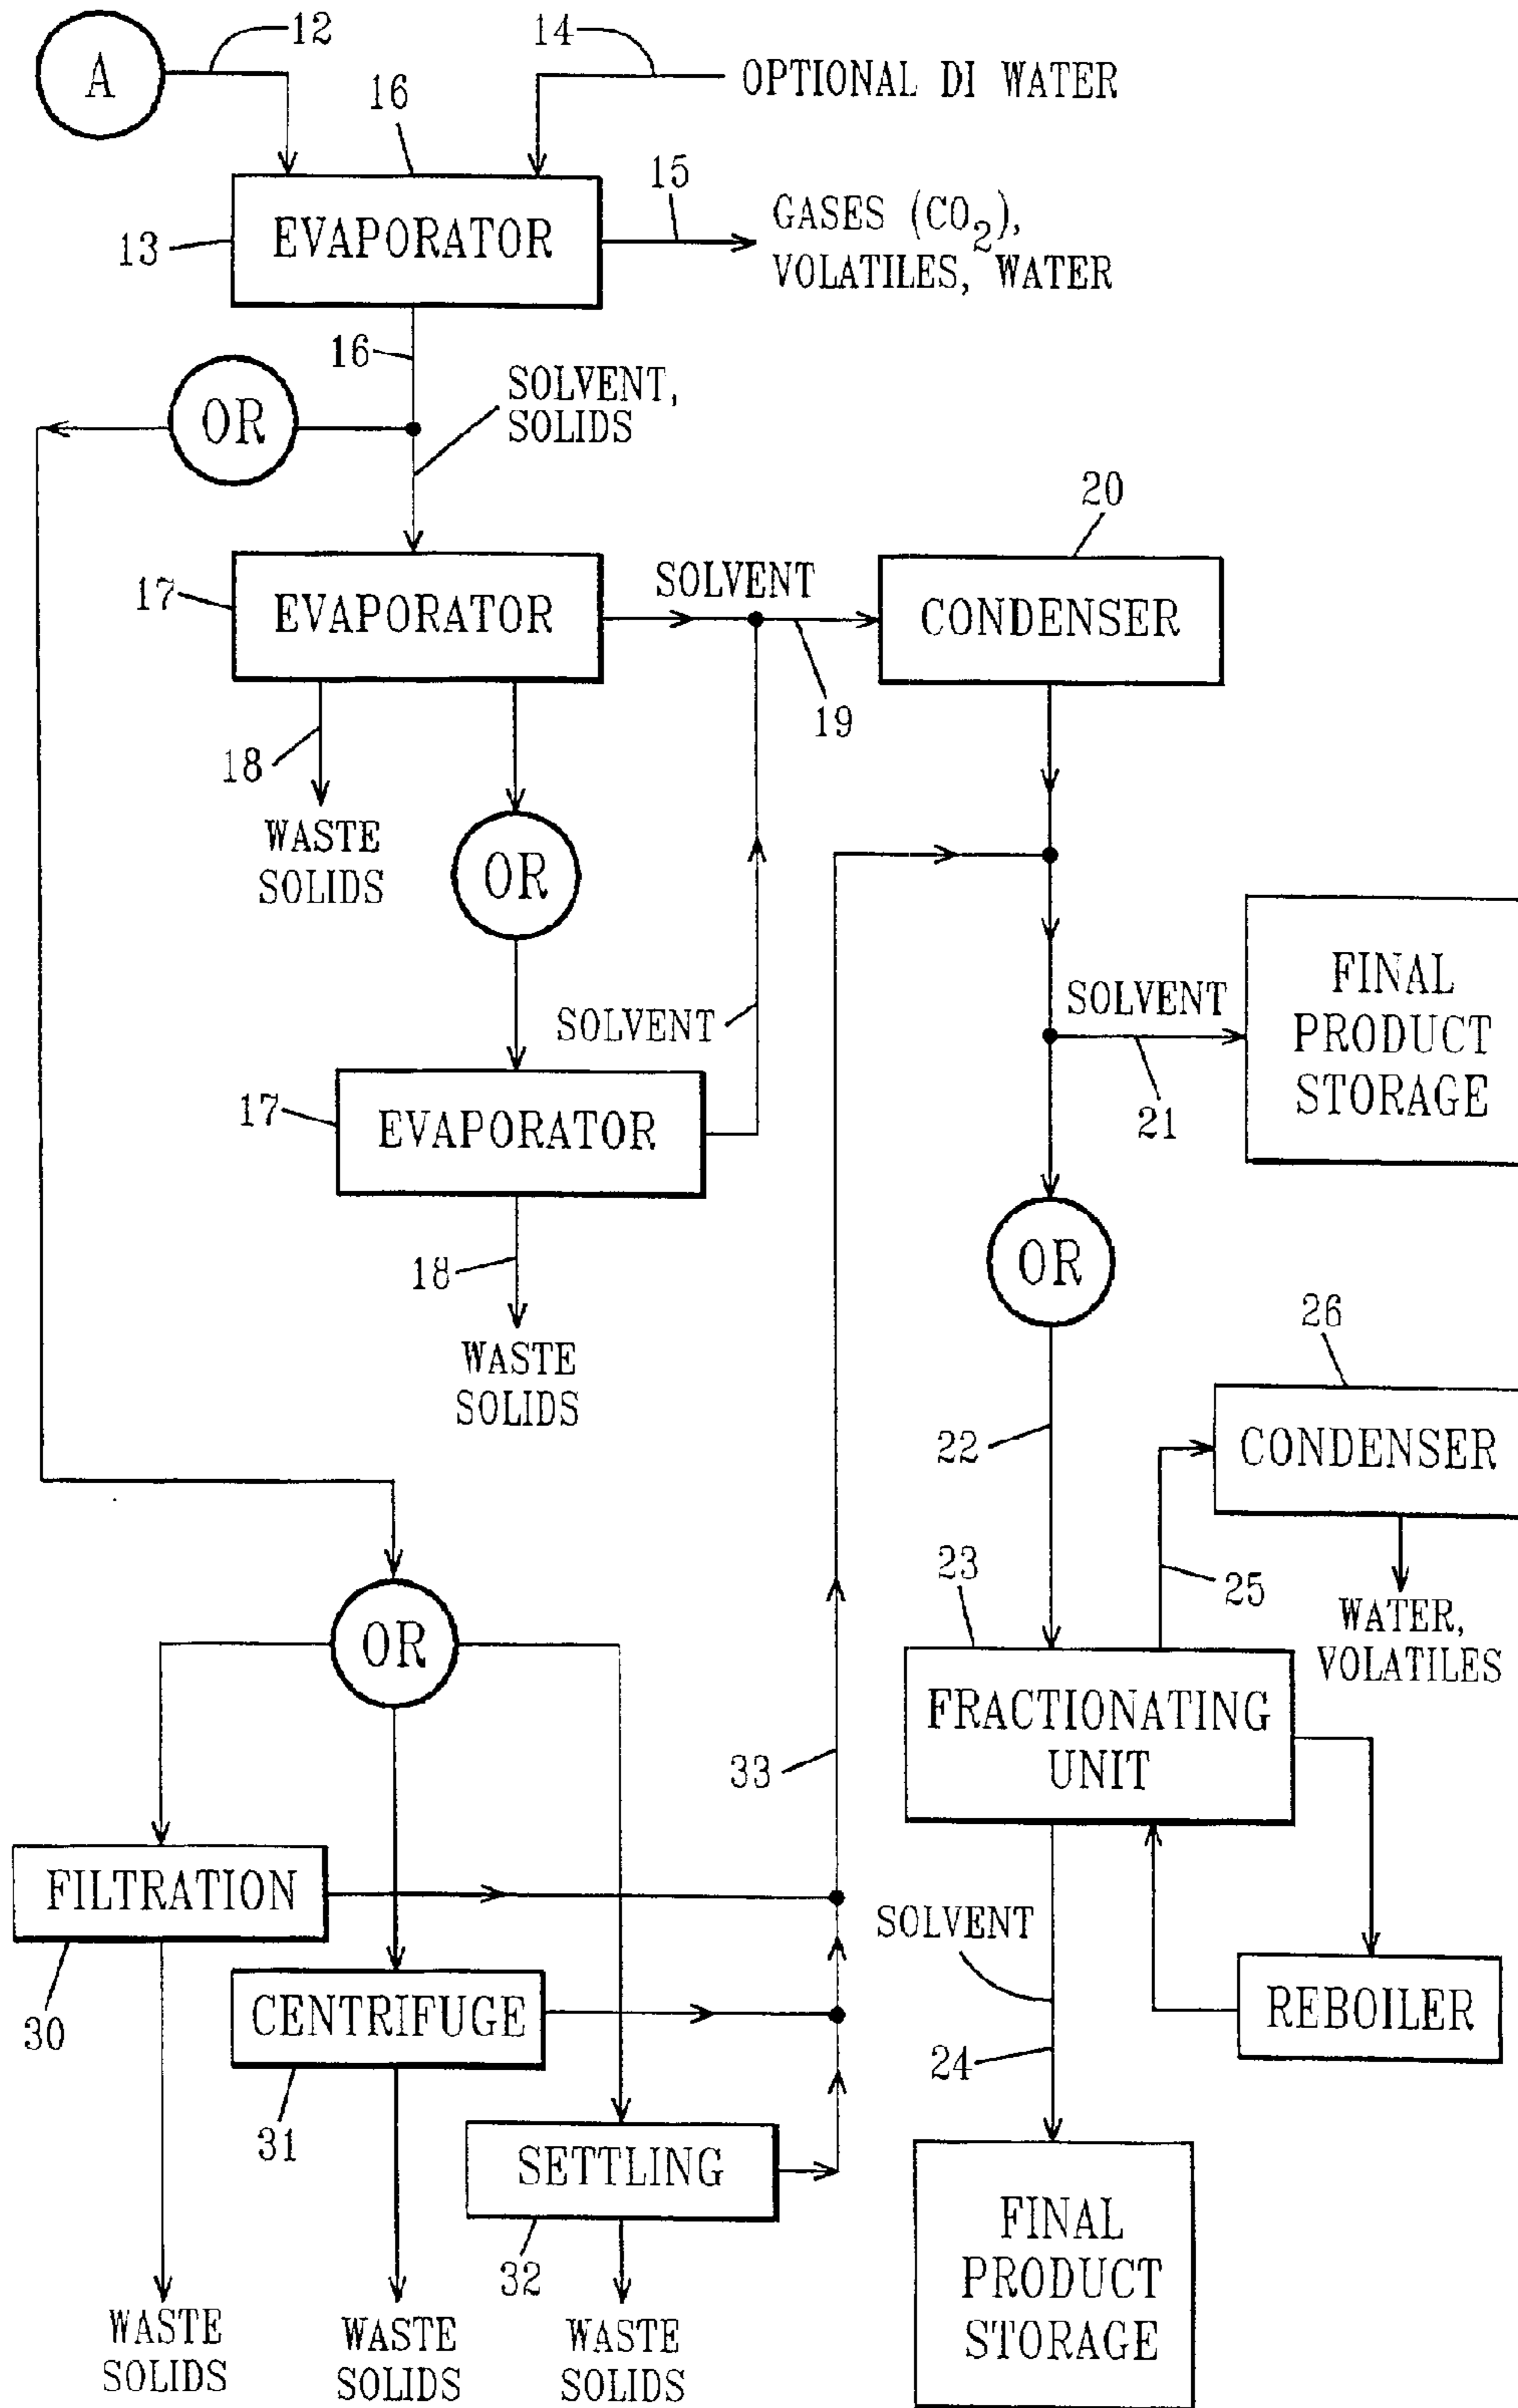 12
14
A
OPTIONAL DI WATER
16
15
GASES (CO2),
VOLATILES, WATER
EVAPORATOR
13
16
SOLVENT,
SOLIDS
OR
20
17
EVAPORATOR
SOLVENT
CONDENSER
19
18
WASTE
SOLIDS
OR
FINAL
PRODUCT
STORAGE
SOLVENT
21
SOLVENT
17
EVAPORATOR
18
OR
WASTE
SOLIDS
26
22
CONDENSER
23
25
WATER,
VOLATILES
OR
FRACTIONATING
UNIT
33
FILTRATION
SOLVENT
30
CENTRIFUGE
REBOILER
24
31
SETTLING
32
FINAL
PRODUCT
STORAGE
WASTE
SOLIDS
WASTE
SOLIDS
WASTE
SOLIDS